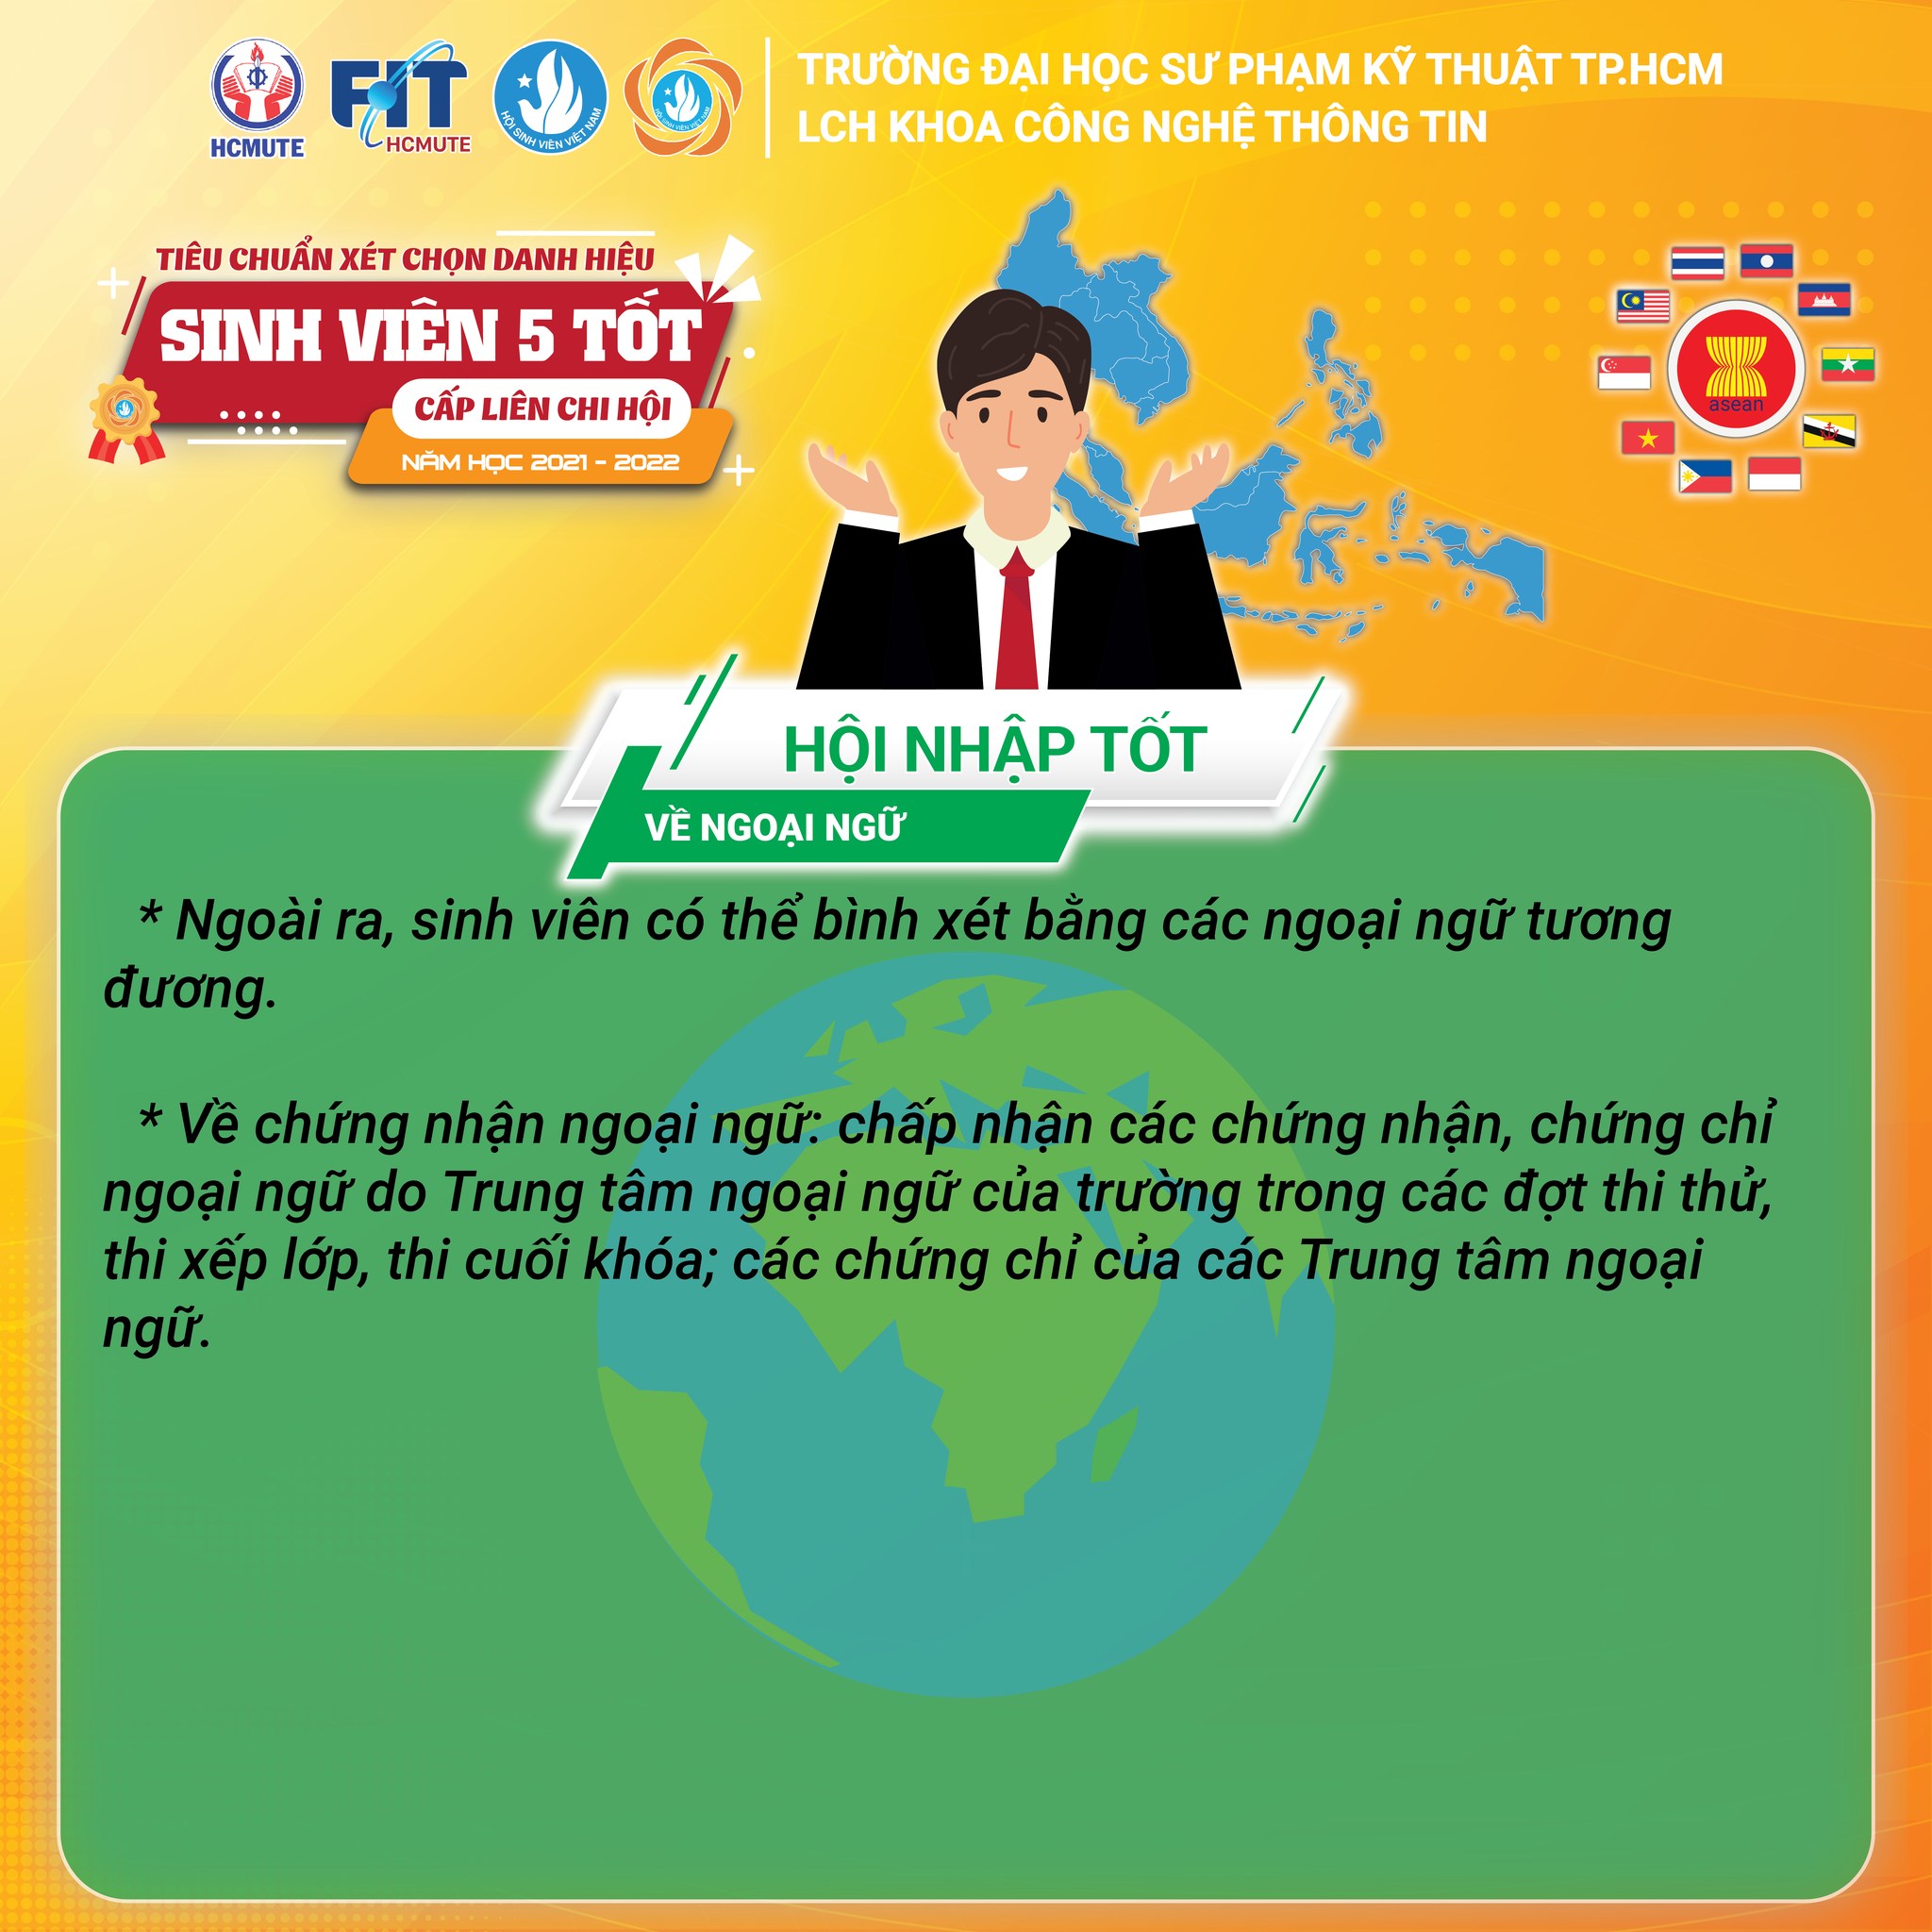 HCMUTE
FIT
HCMUTE
HỘI SINH VIÊN VIỆT NAM
HỘI SINH VIÊN VIỆT NAM
TRƯỜNG ĐẠI HỌC SƯ PHẠM KỸ THUẬT TP.HCM
LCH KHOA CÔNG NGHỆ THÔNG TIN
TIÊU CHUẨN XÉT CHỌN DANH HIỆU
SINH VIÊN 5 TỐT
CẤP LIÊN CHI HỘI
NĂM HỌC 2021 - 2022
asean
HỘI NHẬP TỐT
VỀ NGOẠI NGỮ
* Ngoài ra, sinh viên có thể bình xét bằng các ngoại ngữ tương
đương.
* Về chứng nhận ngoại ngữ: chấp nhận các chứng nhận, chứng chỉ
ngoại ngữ do Trung tâm ngoại ngữ của trường trong các đợt thi thử,
thi xếp lớp, thi cuối khóa; các chứng chỉ của các Trung tâm ngoại
ngữ.